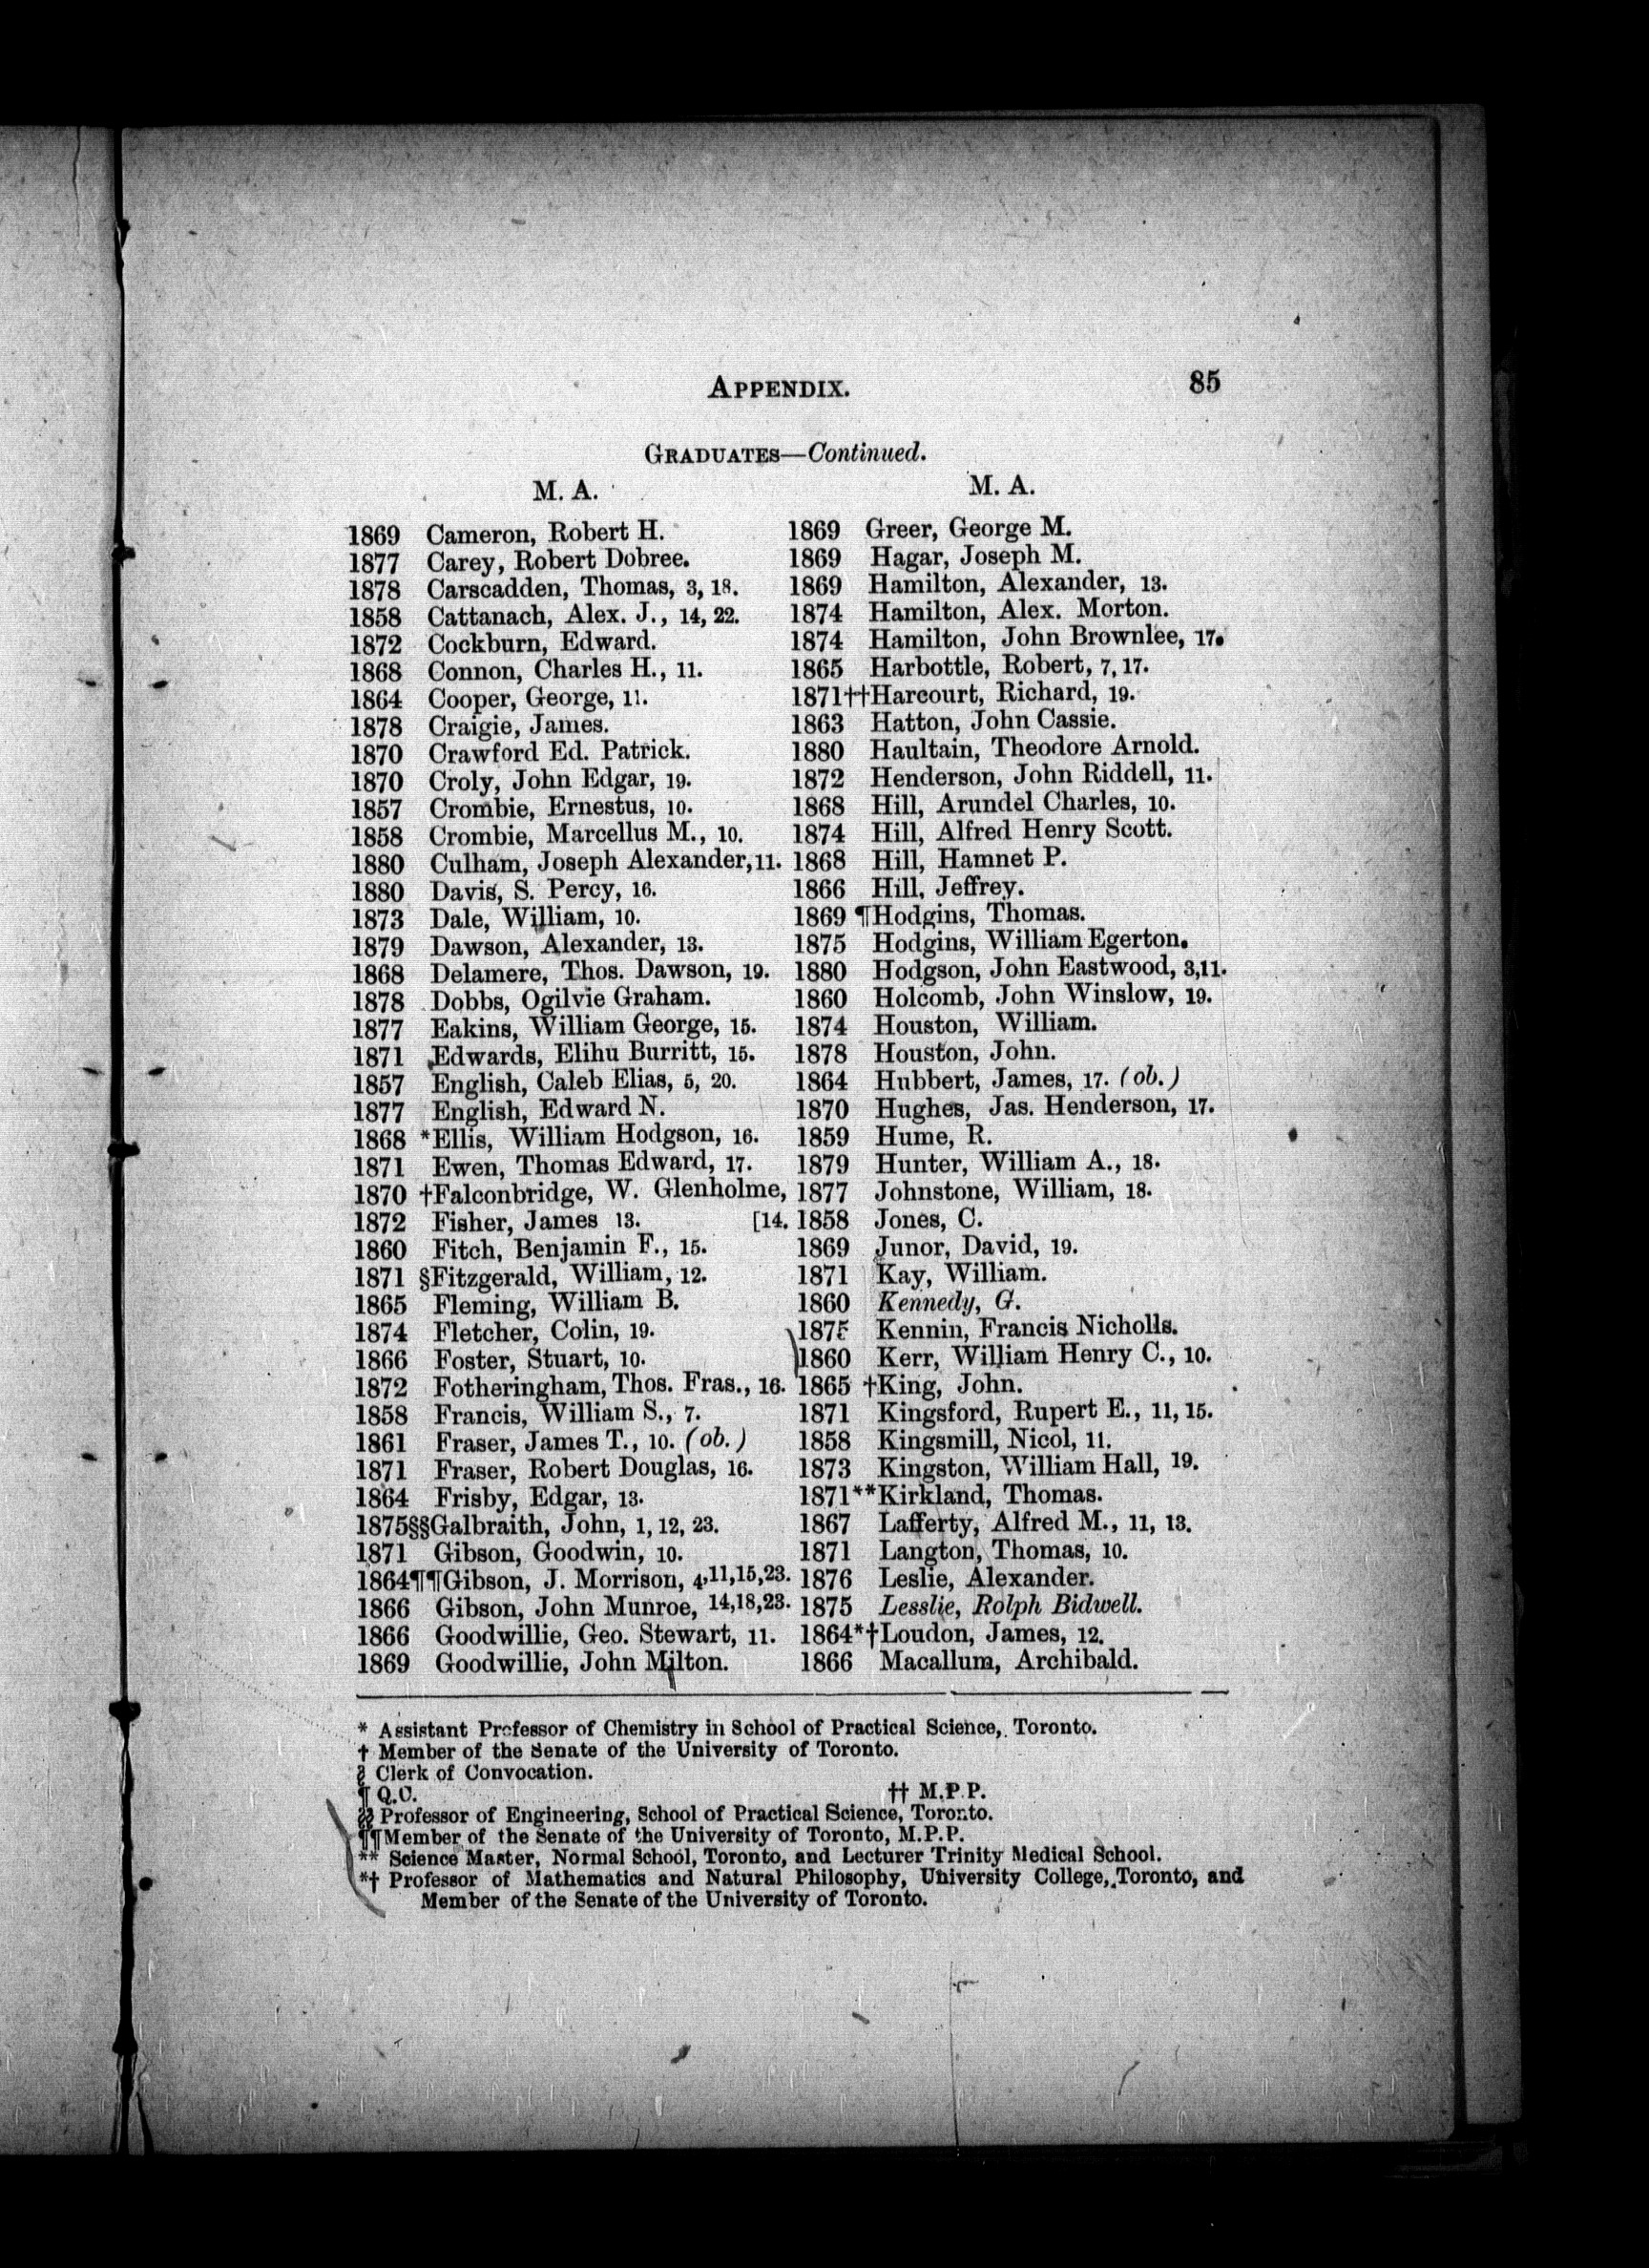 APPENDIX.
85
GRADUATES—Continued.
M. A.
1869 Cameron, Robert H.
1877 Carey, Robert Dobree.
1878 Carscadden, Thomas, 3, 18.
1858 Cattanach, Alex. J., 14, 22.
1872 Cockburn, Edward.
1868 Connon, Charles H., 11.
1864 Cooper, George, 11.
1878 Craigie, James.
1870 Crawford Ed. Patrick.
1870 Croly, John Edgar, 19.
1857 Crombie, Ernestus, 10.
1858 Crombie, Marcellus M., 10.
1880 Culham, Joseph Alexander, 11.
1880 Davis, S. Percy, 16.
1873 Dale, William, 10.
1879 Dawson, Alexander, 13.
1868 Delamere, Thos. Dawson, 19.
1878 Dobbs, Ogilvie Graham.
1877 Eakins, William George, 15.
1871 Edwards, Elihu Burritt, 15.
1857 English, Caleb Elias, 5, 20.
1877 English, Edward N.
1868 *Ellis, William Hodgson, 16.
1871 Ewen, Thomas Edward, 17.
1870 †Falconbridge, W. Glenholme,
1872 Fisher, James 13. [14.
1860 Fitch, Benjamin F., 15.
1871 §Fitzgerald, William, 12.
1865 Fleming, William B.
1874 Fletcher, Colin, 19.
1866 Foster, Stuart, 10.
1872 Fotheringham, Thos. Fras., 16.
1858 Francis, William S., 7.
1861 Fraser, James T., 10. (ob.)
1871 Fraser, Robert Douglas, 16.
1864 Frisby, Edgar, 13.
1875§§Galbraith, John, 1, 12, 23.
1871 Gibson, Goodwin, 10.
1864¶¶Gibson, J. Morrison, 4,11,15,23.
1866 Gibson, John Munroe, 14,18,23.
1866 Goodwillie, Geo. Stewart, 11.
1869 Goodwillie, John Milton.
M. A.
1869 Greer, George M.
1869 Hagar, Joseph M.
1869 Hamilton, Alexander, 13.
1874 Hamilton, Alex. Morton.
1874 Hamilton, John Brownlee, 17.
1865 Harbottle, Robert, 7, 17.
1871††Harcourt, Richard, 19.
1863 Hatton, John Cassie.
1880 Haultain, Theodore Arnold.
1872 Henderson, John Riddell, 11.
1868 Hill, Arundel Charles, 10.
1874 Hill, Alfred Henry Scott.
1868 Hill, Hamnet P.
1866 Hill, Jeffrey.
1869 ¶Hodgins, Thomas.
1875 Hodgins, William Egerton.
1880 Hodgson, John Eastwood, 3,11.
1860 Holcomb, John Winslow, 19.
1874 Houston, William.
1878 Houston, John.
1864 Hubbert, James, 17. (ob.)
1870 Hughes, Jas. Henderson, 17.
1859 Hume, R.
1879 Hunter, William A., 18.
1877 Johnstone, William, 18.
1858 Jones, C.
1869 Junor, David, 19.
1871 Kay, William.
1860 Kennedy, G.
1875 Kennin, Francis Nicholls.
1860 Kerr, William Henry C., 10.
1865 †King, John.
1871 Kingsford, Rupert E., 11, 15.
1858 Kingsmill, Nicol, 11.
1873 Kingston, William Hall, 19.
1871**Kirkland, Thomas.
1867 Lafferty, Alfred M., 11, 13.
1871 Langton, Thomas, 10.
1876 Leslie, Alexander.
1875 Lesslie, Rolph Bidwell.
1864*†Loudon, James, 12.
1866 Macallum, Archibald.
* Assistant Professor of Chemistry in School of Practical Science, Toronto.
† Member of the Senate of the University of Toronto.
§ Clerk of Convocation.
¶ Q.C. †† M.P.P.
§§ Professor of Engineering, School of Practical Science, Toronto.
¶¶Member of the Senate of the University of Toronto, M.P.P.
** Science Master, Normal School, Toronto, and Lecturer Trinity Medical School.
*† Professor of Mathematics and Natural Philosophy, University College, Toronto, and
Member of the Senate of the University of Toronto.